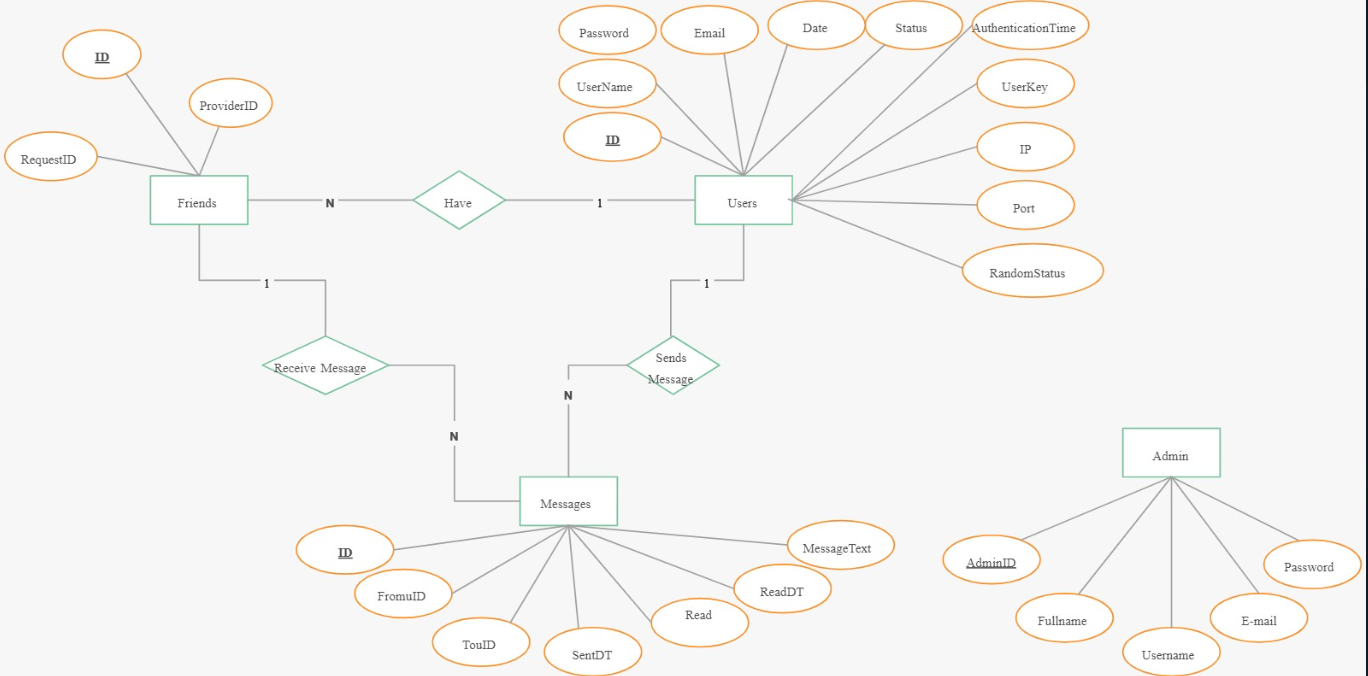 Password
Email
Date
Status
AuthenticationTime
ID
ProviderID
RequestID
UserName
ID
UserKey
IP
Port
RandomStatus
Friends
N
Have
1
Users
1
1
Receive Message
Sends
Message
N
N
Messages
Admin
ID
FromuID
TouID
SentDT
Read
ReadDT
MessageText
AdminID
Fullname
Username
E-mail
Password